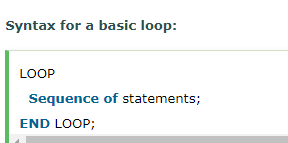 Syntax for a basic loop:
LOOP
Sequence of statements;
END LOOP;